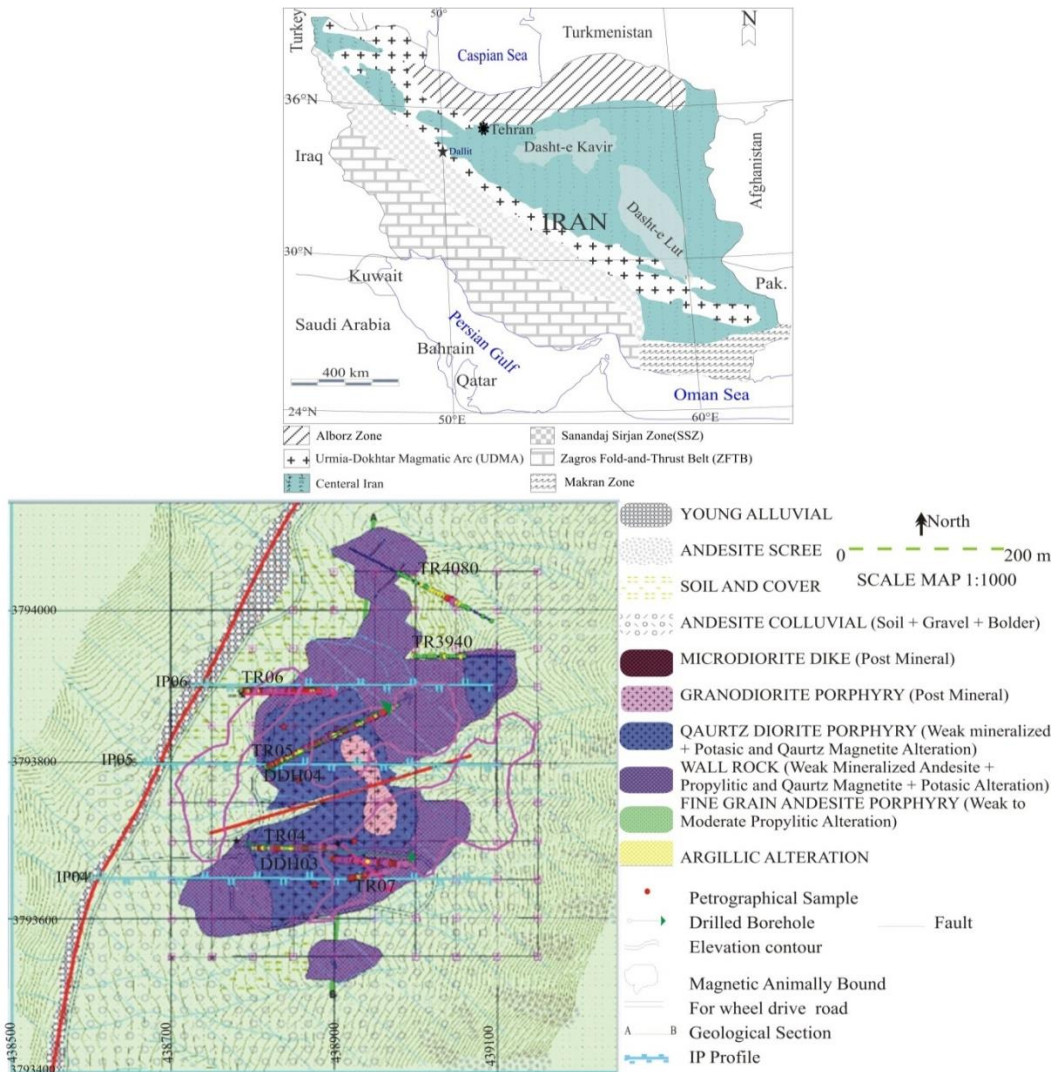 50°
N
Turkey
Caspian Sea
Turkmenistan
36°N
Tehran
Dallit
Dasht-e Kavir
Iraq
Afghanistan
IRAN
Dasht-e Lut
30°N
Kuwait
Pak.
Saudi Arabia
Persian Gulf
Bahrain
400 km
Qatar
Oman Sea
24°N
50°E
60°E
Alborz Zone
Sanandaj Sirjan Zone(SSZ)
Urmia-Dokhtar Magmatic Arc (UDMA)
Zagros Fold-and-Thrust Belt (ZFTB)
Centeral Iran
Makran Zone
A
TR4080
3794000
TR3940
IP06
TR06
TR05
IP05
3793800
DDH04
TR04
DDH03
IP04
TR07
3793600
B
3793400
438500
438700
438900
439100
YOUNG ALLUVIAL
North
ANDESITE SCREE
0 200 m
SOIL AND COVER
SCALE MAP 1:1000
ANDESITE COLLUVIAL (Soil + Gravel + Bolder)
MICRODIORITE DIKE (Post Mineral)
GRANODIORITE PORPHYRY (Post Mineral)
QAURTZ DIORITE PORPHYRY (Weak mineralized
+ Potasic and Qaurtz Magnetite Alteration)
WALL ROCK (Weak Mineralized Andesite +
Propylitic and Qaurtz Magnetite + Potasic Alteration)
FINE GRAIN ANDESITE PORPHYRY (Weak to
Moderate Propylitic Alteration)
ARGILLIC ALTERATION
Petrographical Sample
Drilled Borehole
Fault
Elevation contour
Magnetic Animally Bound
For wheel drive road
A B Geological Section
IP Profile